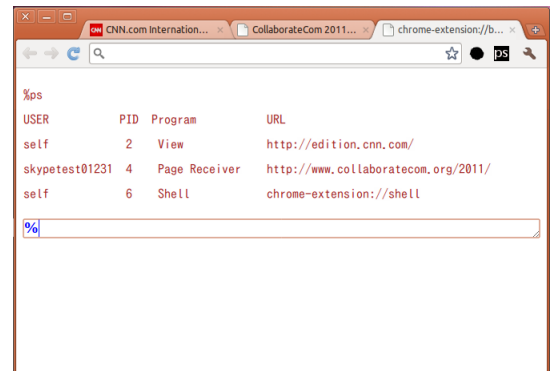 CNN CNN.com Internation... × CollaborateCom 2011... × chrome-extension://b... ×
ps
%ps
USER PID Program URL
self 2 View http://edition.cnn.com/
skypetest01231 4 Page Receiver http://www.collaboratecom.org/2011/
self 6 Shell chrome-extension://shell
%